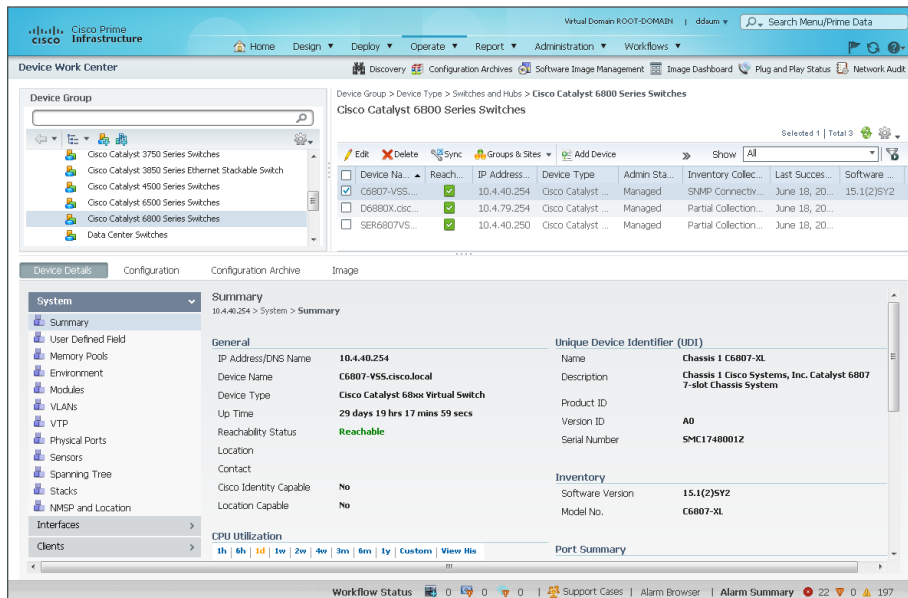 Virtual Domain ROOT-DOMAIN | ddaum Search Menu/Prime Data
cisco Cisco Prime Infrastructure
Home Design Deploy Operate Report Administration Workflows
Device Work Center
Discovery Configuration Archives Software Image Management Image Dashboard Plug and Play Status Network Audit
Device Group
Cisco Catalyst 3750 Series Switches
Cisco Catalyst 3850 Series Ethernet Stackable Switch
Cisco Catalyst 4500 Series Switches
Cisco Catalyst 6500 Series Switches
Cisco Catalyst 6800 Series Switches
Data Center Switches
Device Group > Device Type > Switches and Hubs > Cisco Catalyst 6800 Series Switches
Cisco Catalyst 6800 Series Switches
Selected 1 | Total 3
Edit Delete Sync Groups & Sites Add Device » Show All
Device Na... Reach... IP Address... Device Type Admin Sta... Inventory Collec... Last Succes... Software ...
C6807-VSS.... 10.4.40.254 Cisco Catalyst ... Managed SNMP Connectiv... June 18, 20... 15.1(2)SY2
D6880X.cisc... 10.4.79.254 Cisco Catalyst ... Managed Partial Collection... June 18, 20...
SER6807VS... 10.4.40.250 Cisco Catalyst ... Managed Partial Collection... June 18, 20...
Device Details Configuration Configuration Archive Image
System
Summary
User Defined Field
Memory Pools
Environment
Modules
VLANs
VTP
Physical Ports
Sensors
Spanning Tree
Stacks
NMSP and Location
Interfaces
Clients
Summary
10.4.40.254 > System > Summary
General
IP Address/DNS Name 10.4.40.254
Device Name C6807-VSS.cisco.local
Device Type Cisco Catalyst 68xx Virtual Switch
Up Time 29 days 19 hrs 17 mins 59 secs
Reachability Status Reachable
Location
Contact
Cisco Identity Capable No
Location Capable No
CPU Utilization
1h | 6h | 1d | 1w | 2w | 4w | 3m | 6m | 1y | Custom | View His
Unique Device Identifier (UDI)
Name Chassis 1 C6807-XL
Description Chassis 1 Cisco Systems, Inc. Catalyst 6807
7-slot Chassis System
Product ID
Version ID A0
Serial Number SMC17480012
Inventory
Software Version 15.1(2)SY2
Model No. C6807-XL
Port Summary
Workflow Status 0 0 0 | Support Cases | Alarm Browser | Alarm Summary 22 0 197